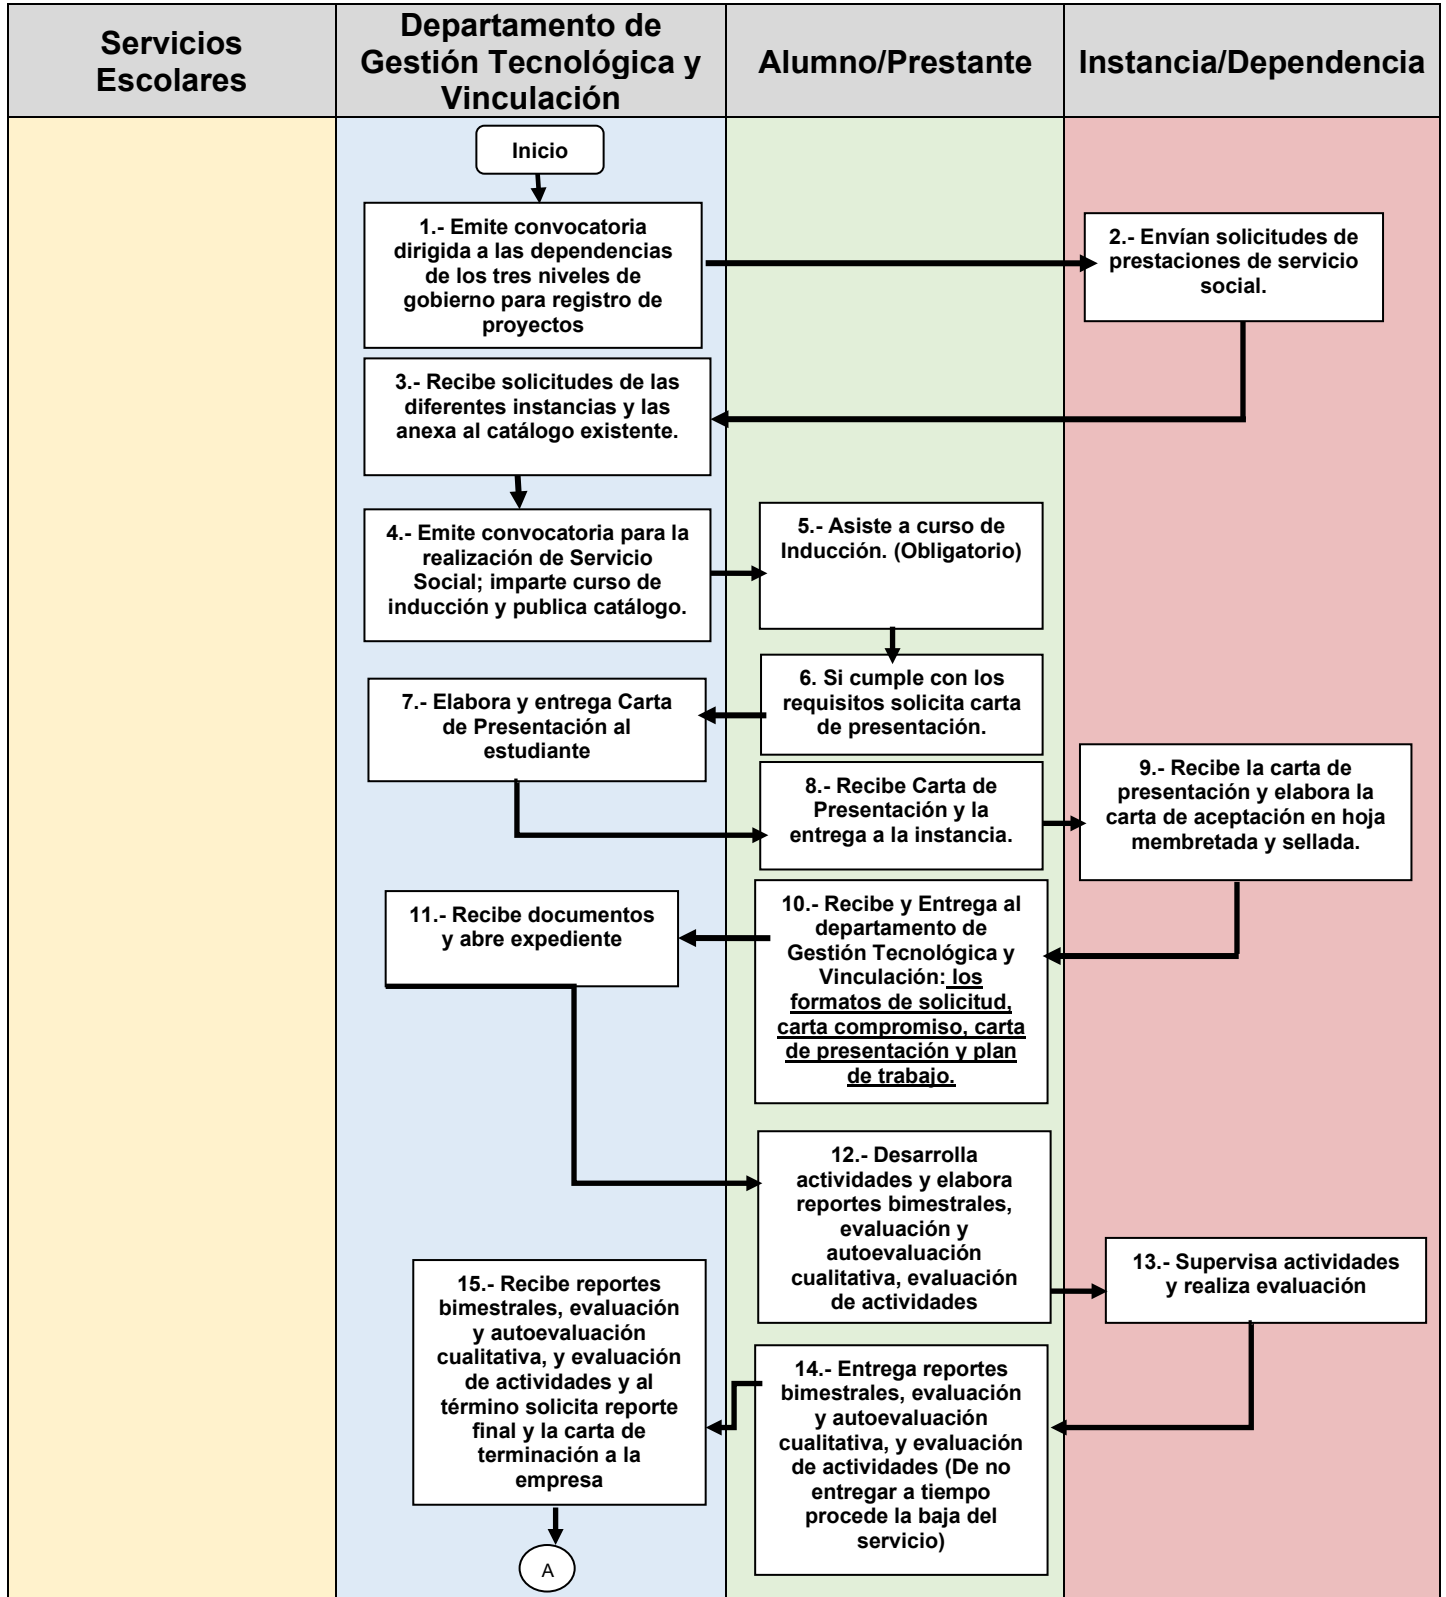 Servicios
Escolares
Departamento de
Gestión Tecnológica y
Vinculación
Alumno/Prestante
Instancia/Dependencia
Inicio
1.- Emite convocatoria
dirigida a las dependencias
de los tres niveles de
gobierno para registro de
proyectos
2.- Envían solicitudes de
prestaciones de servicio
social.
3.- Recibe solicitudes de las
diferentes instancias y las
anexa al catálogo existente.
4.- Emite convocatoria para la
realización de Servicio
Social; imparte curso de
inducción y publica catálogo.
5.- Asiste a curso de
Inducción. (Obligatorio)
6. Si cumple con los
requisitos solicita carta
de presentación.
7.- Elabora y entrega Carta
de Presentación al
estudiante
8.- Recibe Carta de
Presentación y la
entrega a la instancia.
9.- Recibe la carta de
presentación y elabora la
carta de aceptación en hoja
membretada y sellada.
10.- Recibe y Entrega al
departamento de
Gestión Tecnológica y
Vinculación: los
formatos de solicitud,
carta compromiso, carta
de presentación y plan
de trabajo.
11.- Recibe documentos
y abre expediente
12.- Desarrolla
actividades y elabora
reportes bimestrales,
evaluación y
autoevaluación
cualitativa, evaluación
de actividades
13.- Supervisa actividades
y realiza evaluación
14.- Entrega reportes
bimestrales, evaluación
y autoevaluación
cualitativa, y evaluación
de actividades (De no
entregar a tiempo
procede la baja del
servicio)
15.- Recibe reportes
bimestrales, evaluación
y autoevaluación
cualitativa, y evaluación
de actividades y al
término solicita reporte
final y la carta de
terminación a la
empresa
A